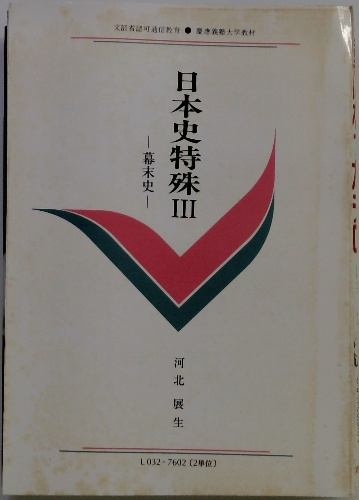 文部省認可通信教育 ● 慶應義塾大学教材
日本史特殊III
―幕末史―
河北展生
L032-7602〔2単位〕